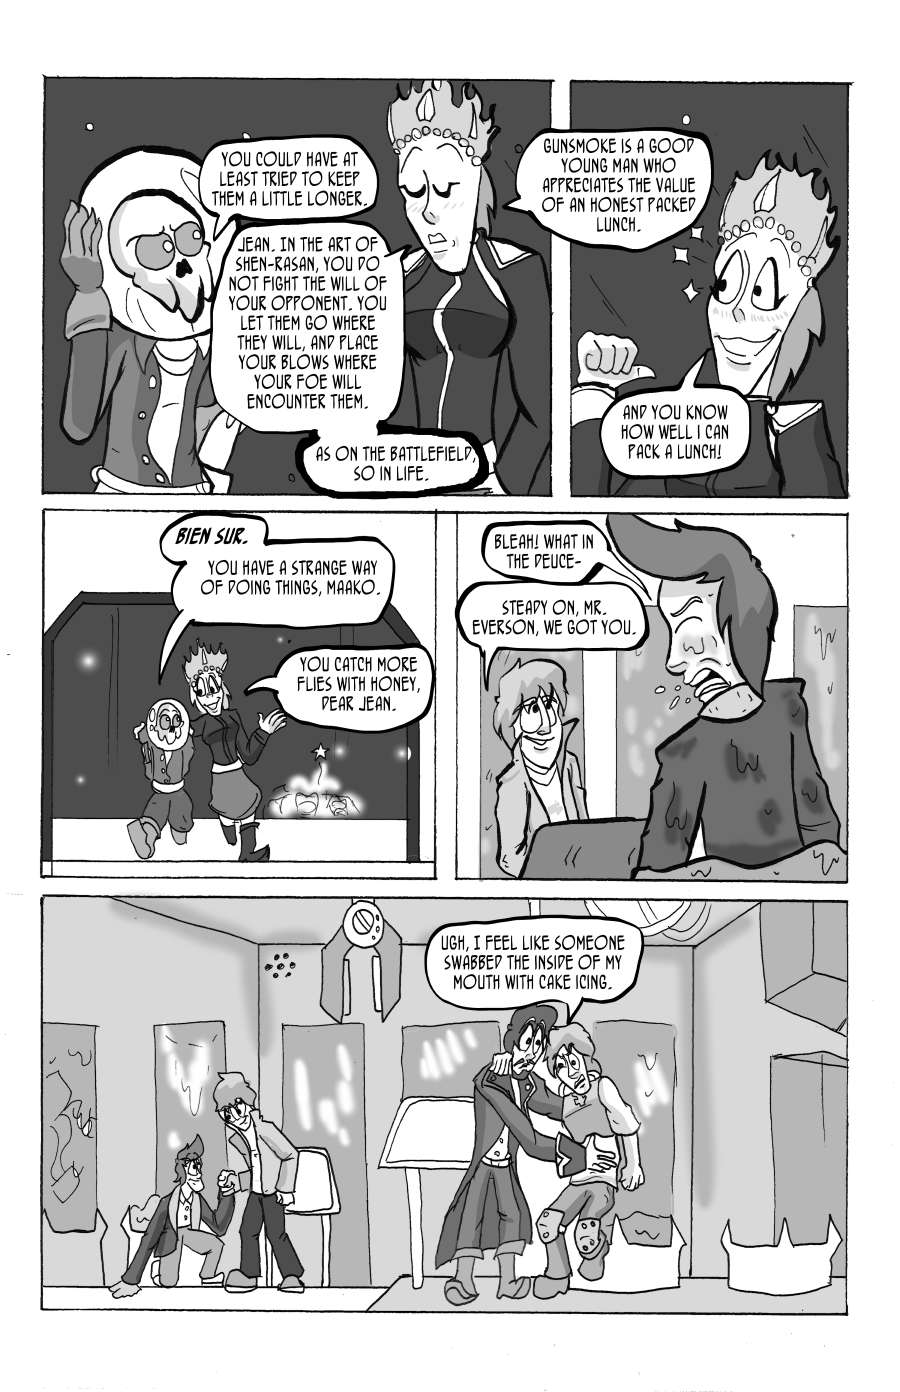 YOU COULD HAVE AT
LEAST TRIED TO KEEP
THEM A LITTLE LONGER.
JEAN. IN THE ART OF
SHEN-RASAN, YOU DO
NOT FIGHT THE WILL OF
YOUR OPPONENT. YOU
LET THEM GO WHERE
THEY WILL, AND PLACE
YOUR BLOWS WHERE
YOUR FOE WILL
ENCOUNTER THEM.
AS ON THE BATTLEFIELD,
SO IN LIFE.
GUNSMOKE IS A GOOD
YOUNG MAN WHO
APPRECIATES THE VALUE
OF AN HONEST PACKED
LUNCH.
AND YOU KNOW
HOW WELL I CAN
PACK A LUNCH!
BIEN SUR.
YOU HAVE A STRANGE WAY
OF DOING THINGS, MAAKO.
YOU CATCH MORE
FLIES WITH HONEY,
DEAR JEAN.
BLEAH! WHAT IN
THE DEUCE-
STEADY ON, MR.
EVERSON, WE GOT YOU.
UGH, I FEEL LIKE SOMEONE
SWABBED THE INSIDE OF MY
MOUTH WITH CAKE ICING.